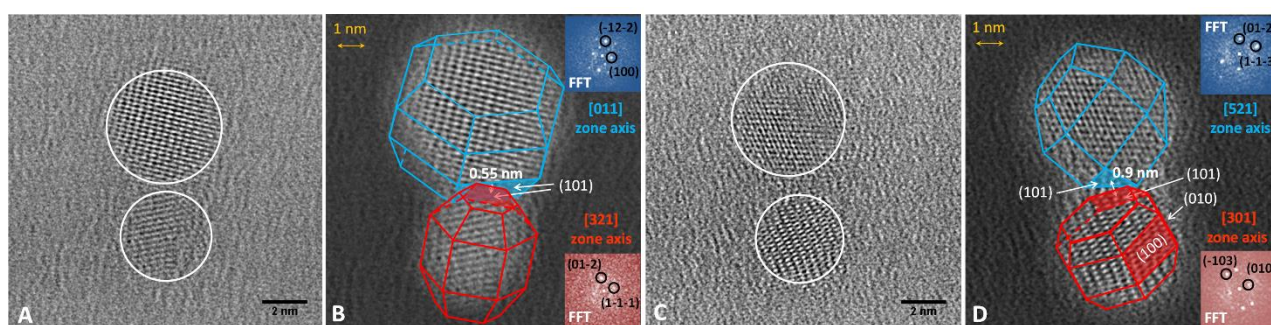 A
2 nm
1 nm
(-12-2)
(100)
FFT
[011]
zone axis
0.55 nm
(101)
[321]
zone axis
(01-2)
(1-1-1)
FFT
B
C
2 nm
1 nm
FFT
(01-2)
(1-1-3)
[521]
zone axis
0.9 nm
(101)
(101)
(010)
[301]
zone axis
(100)
(-103)
(010)
FFT
D